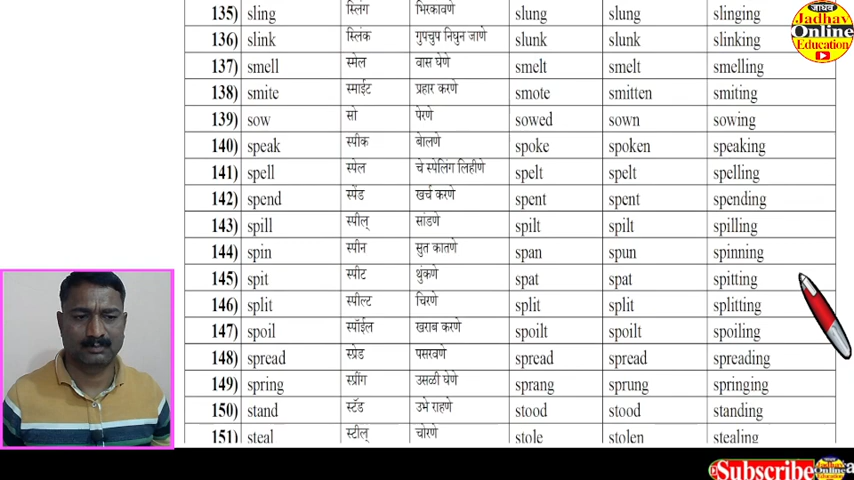 135) sling स्लिंग भिरकावणे slung slung slinging
136) slink स्लिंक गुपचुप निघुन जाणे slunk slunk slinking
137) smell स्मेल वास घेणे smelt smelt smelling
138) smite स्माईट प्रहार करणे smote smitten smiting
139) sow सो पेरणे sowed sown sowing
140) speak स्पीक बोलणे spoke spoken speaking
141) spell स्पेल चे स्पेलिंग लिहीणे spelt spelt spelling
142) spend स्पेंड खर्च करणे spent spent spending
143) spill स्पील् सांडणे spilt spilt spilling
144) spin स्पीन सुत कातणे span spun spinning
145) spit स्पीट थुंकणे spat spat spitting
146) split स्पील्ट चिरणे split split splitting
147) spoil स्पॉईल खराब करणे spoilt spoilt spoiling
148) spread स्प्रेड पसरवणे spread spread spreading
149) spring स्प्रींग उसळी घेणे sprang sprung springing
150) stand स्टॅड उभे राहणे stood stood standing
151) steal स्टील् चोरणे stole stolen stealing
जाधव
Jadhav
Online
Education
Subscribe
Jadhav
Online
Education